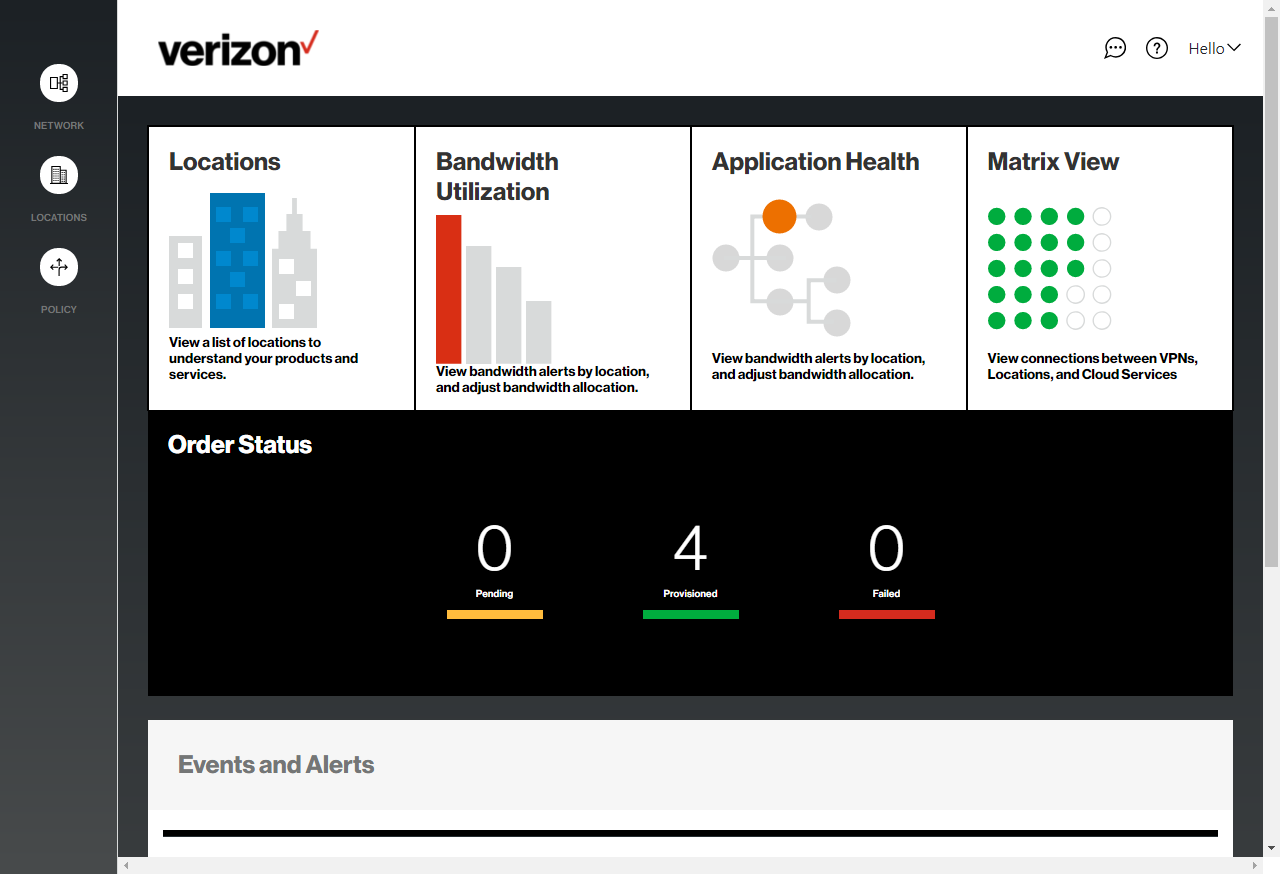 verizon
Hello
NETWORK
LOCATIONS
POLICY
Locations
View a list of locations to
understand your products and
services.
Bandwidth
Utilization
View bandwidth alerts by location,
and adjust bandwidth allocation.
Application Health
View bandwidth alerts by location,
and adjust bandwidth allocation.
Matrix View
View connections between VPNs,
Locations, and Cloud Services
Order Status
0
Pending
4
Provisioned
0
Failed
Events and Alerts